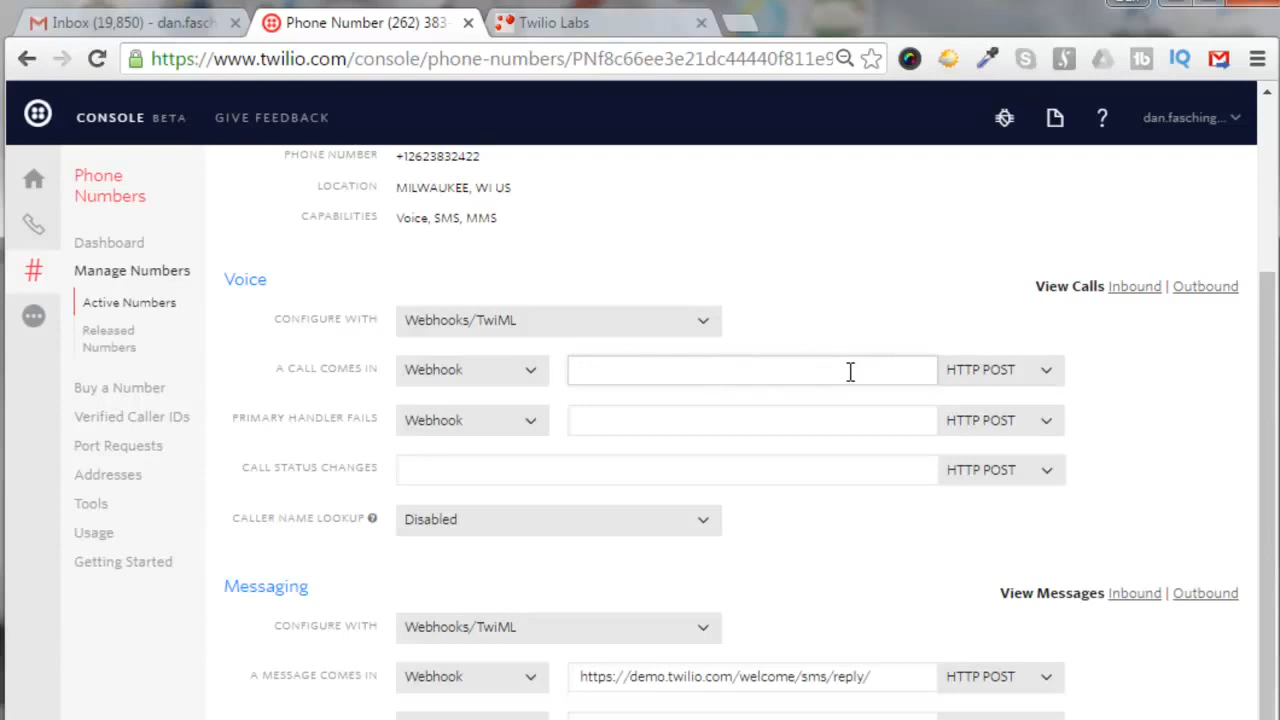 Inbox (19,850) - dan.fasch
Phone Number (262) 383-
Twilio Labs
https://www.twilio.com/console/phone-numbers/PNf8c66ee3e21dc44440f811e9
CONSOLE BETA GIVE FEEDBACK
dan.fasching...
PHONE NUMBER +12623832422
LOCATION MILWAUKEE, WI US
CAPABILITIES Voice, SMS, MMS
Phone
Numbers
Dashboard
Manage Numbers
Active Numbers
Released
Numbers
Buy a Number
Verified Caller IDs
Port Requests
Addresses
Tools
Usage
Getting Started
Voice
View Calls Inbound | Outbound
CONFIGURE WITH Webhooks/TwiML
A CALL COMES IN Webhook HTTP POST
PRIMARY HANDLER FAILS Webhook HTTP POST
CALL STATUS CHANGES HTTP POST
CALLER NAME LOOKUP Disabled
Messaging
View Messages Inbound | Outbound
CONFIGURE WITH Webhooks/TwiML
A MESSAGE COMES IN Webhook https://demo.twilio.com/welcome/sms/reply/ HTTP POST